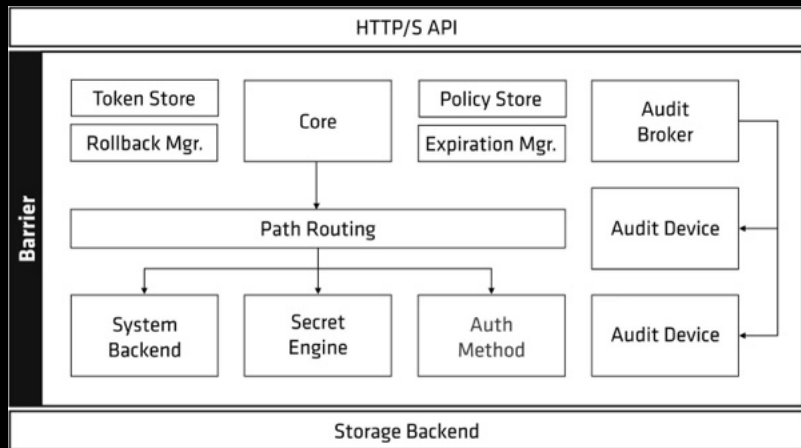 HTTP/S API
Barrier
Token Store
Rollback Mgr.
Core
Policy Store
Expiration Mgr.
Audit
Broker
Path Routing
Audit Device
System
Backend
Secret
Engine
Auth
Method
Audit Device
Storage Backend